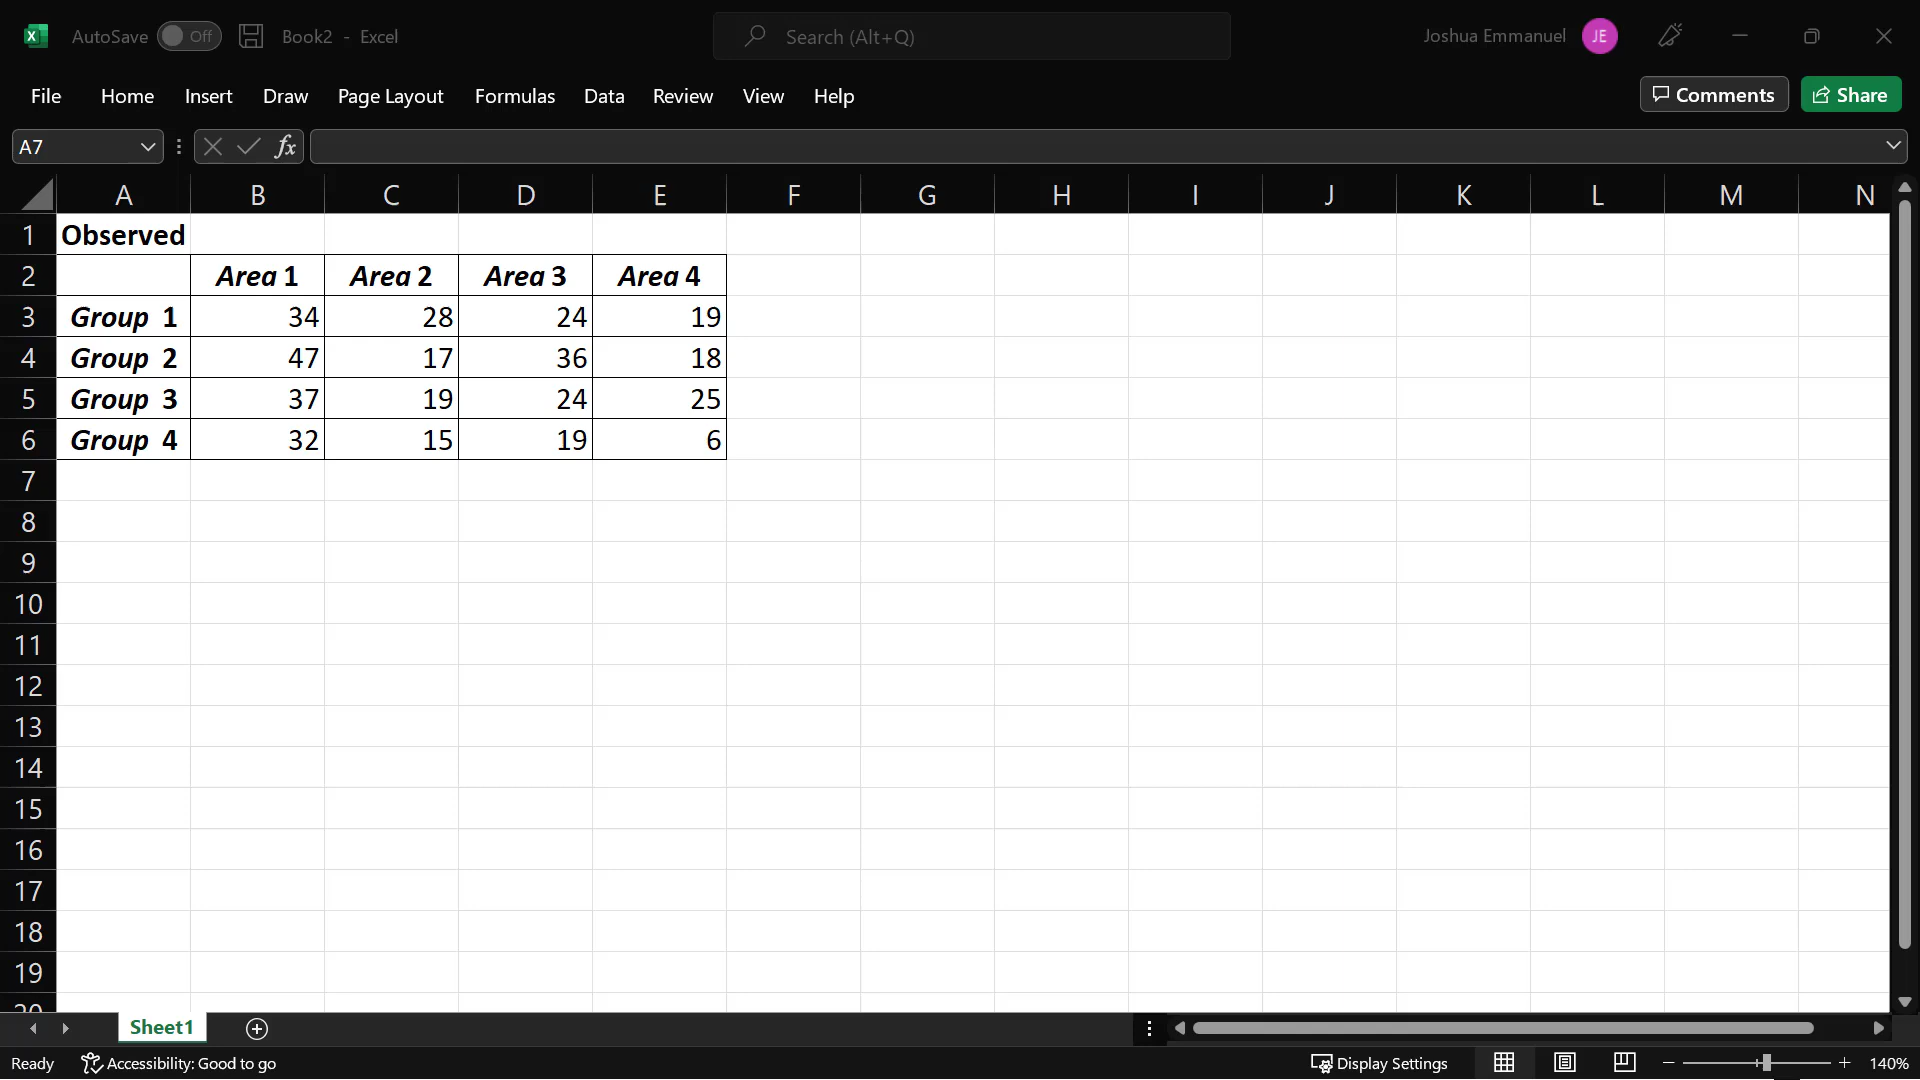 AutoSave Off Book2 - Excel Search (Alt+Q) Joshua Emmanuel JE
File Home Insert Draw Page Layout Formulas Data Review View Help Comments Share
A7 fx
A B C D E F G H I J K L M N
1 Observed
2 Area 1 Area 2 Area 3 Area 4
3 Group 1 34 28 24 19
4 Group 2 47 17 36 18
5 Group 3 37 19 24 25
6 Group 4 32 15 19 6
7
8
9
10
11
12
13
14
15
16
17
18
19
20
Sheet1
Ready Accessibility: Good to go Display Settings 140%